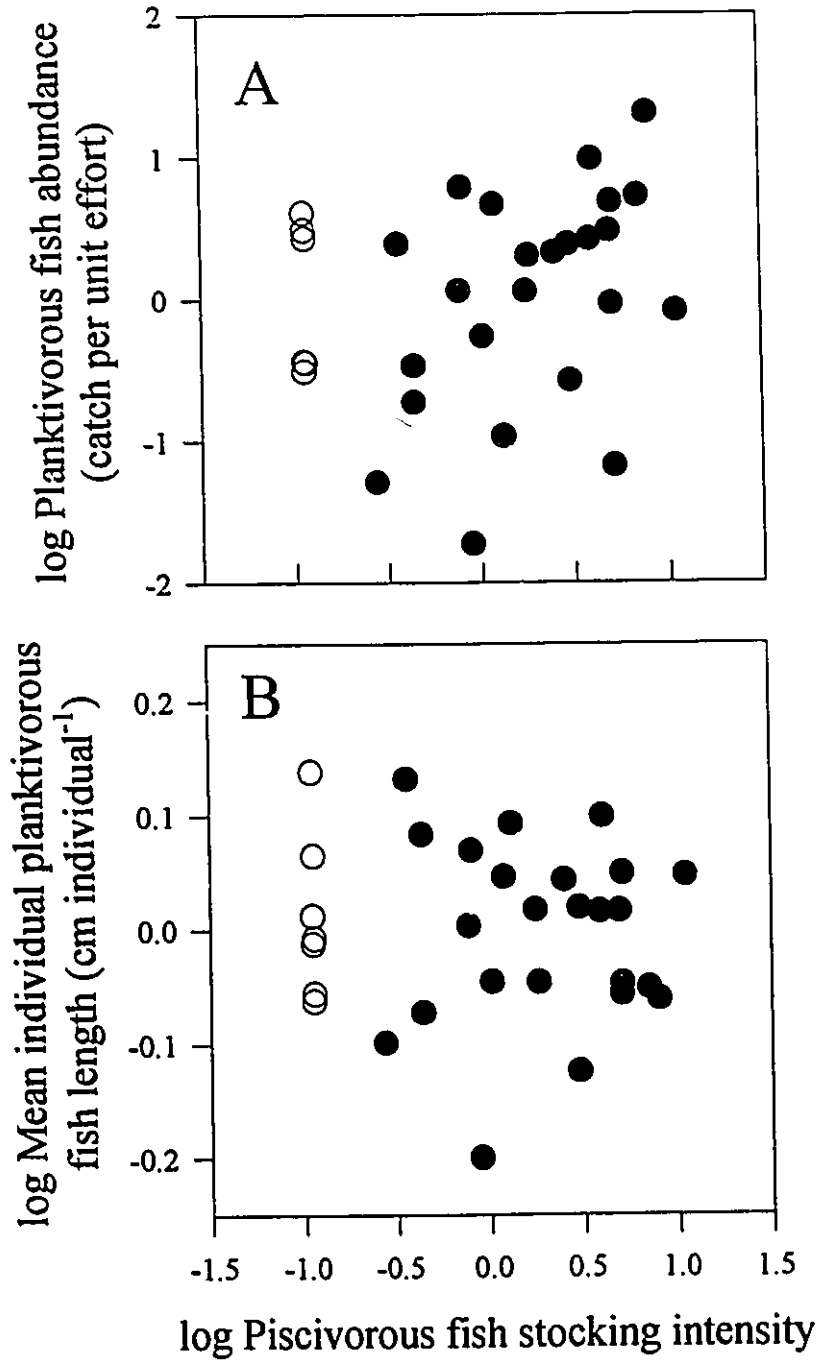 log Planktivorous fish abundance
(catch per unit effort)
A
2
1
0
-1
-2
log Mean individual planktivorous
fish length (cm individual-1)
B
0.2
0.1
0.0
-0.1
-0.2
-1.5 -1.0 -0.5 0.0 0.5 1.0 1.5
log Piscivorous fish stocking intensity